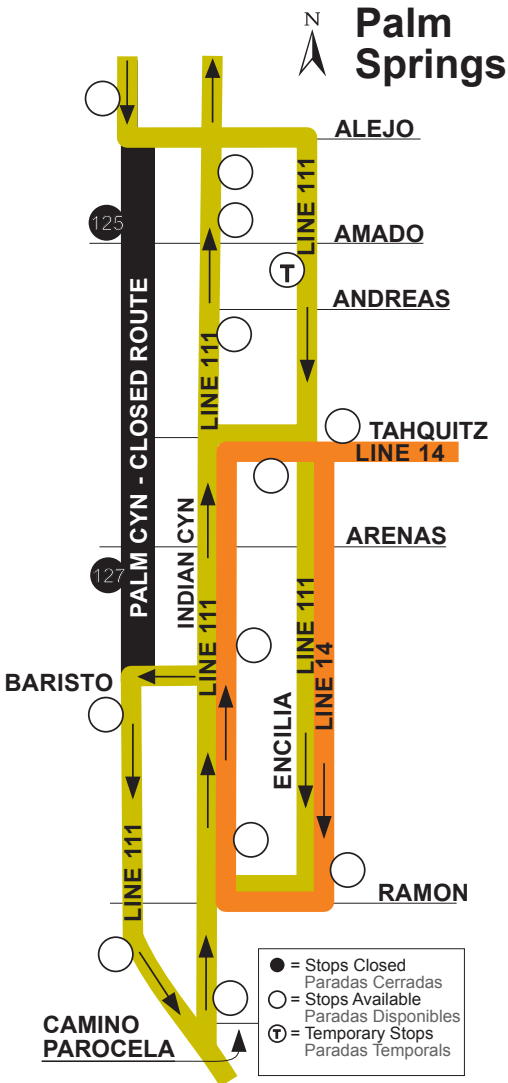 N
Palm
Springs
ALEJO
LINE 111
125
AMADO
T
ANDREAS
LINE 111
PALM CYN - CLOSED ROUTE
TAHQUITZ
LINE 14
INDIAN CYN
ARENAS
127
LINE 111
LINE 111
LINE 14
BARISTO
ENCILIA
LINE 111
RAMON
= Stops Closed
Paradas Cerradas
= Stops Available
Paradas Disponibles
T = Temporary Stops
Paradas Temporals
CAMINO
PAROCELA